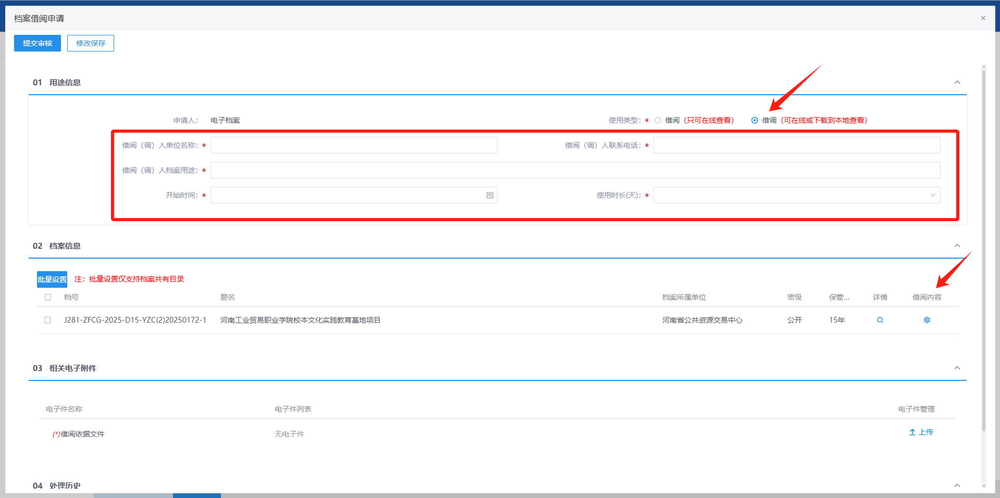 档案借阅申请
提交审核 修改保存
01 用途信息
申请人： 电子档案 使用类型：* 借阅（只可在线查看） 借调（可在线或下载到本地查看）
借阅（调）人单位名称：* 借阅（调）人联系电话：*
借阅（调）人档案用途：*
开始时间：* 使用时长(天)：*
02 档案信息
批量设置 注：批量设置仅支持档案共有目录
档号 题名 档案所属单位 密级 保管... 详情 借阅内容
J281-ZFCG-2025-D15-YZC(2)20250172-1 河南工业贸易职业学院校本文化实践教育基地项目 河南省公共资源交易中心 公开 15年
03 相关电子附件
电子件名称 电子件列表 电子件管理
(*)借阅依据文件 无电子件 上传
04 处理历史